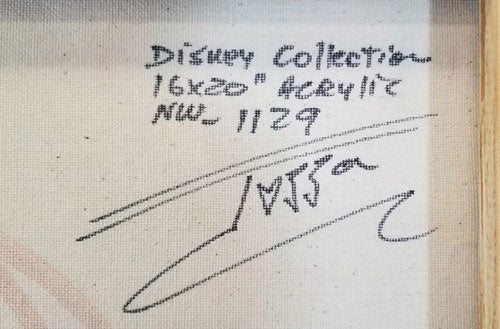 Disney Collection
16x20" Acrylic
NW- 1129